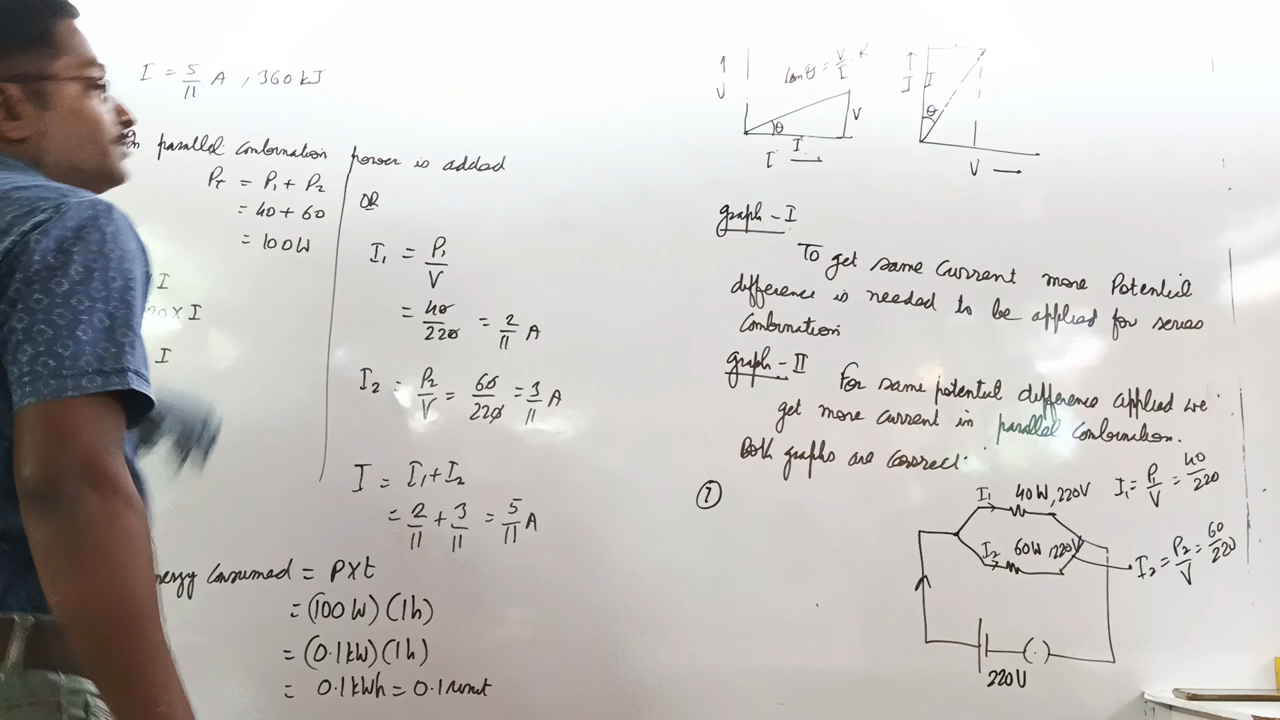 I = 5/11 A , 360 kJ
In parallel Combination power is added
P_T = P₁ + P₂
= 40 + 60
= 100W
I
I
OR
I₁ = P₁/V
= 40/220 = 2/11 A
I₂ = P₂/V = 60/220 = 3/11 A
I = I₁+I₂
= 2/11 + 3/11 = 5/11 A
nergy Consumed = P×t
= (100 W) (1h)
= (0.1kW) (1h)
= 0.1kWh = 0.1 unit
↑
V
tan θ = V/I R
θ
V
I
I →
↑
I
I
θ
V →
graph - I
To get same Current more Potential
difference is needed to be applied for series
Combination
graph - II
For same potential difference applied we
get more current in parallel Combination.
Both graphs are correct.
7
I₁ 40W, 220V
I₁ = P₁/V = 40/220
I₂ 60W, 220V
I₂ = P₂/V = 60/220
220V